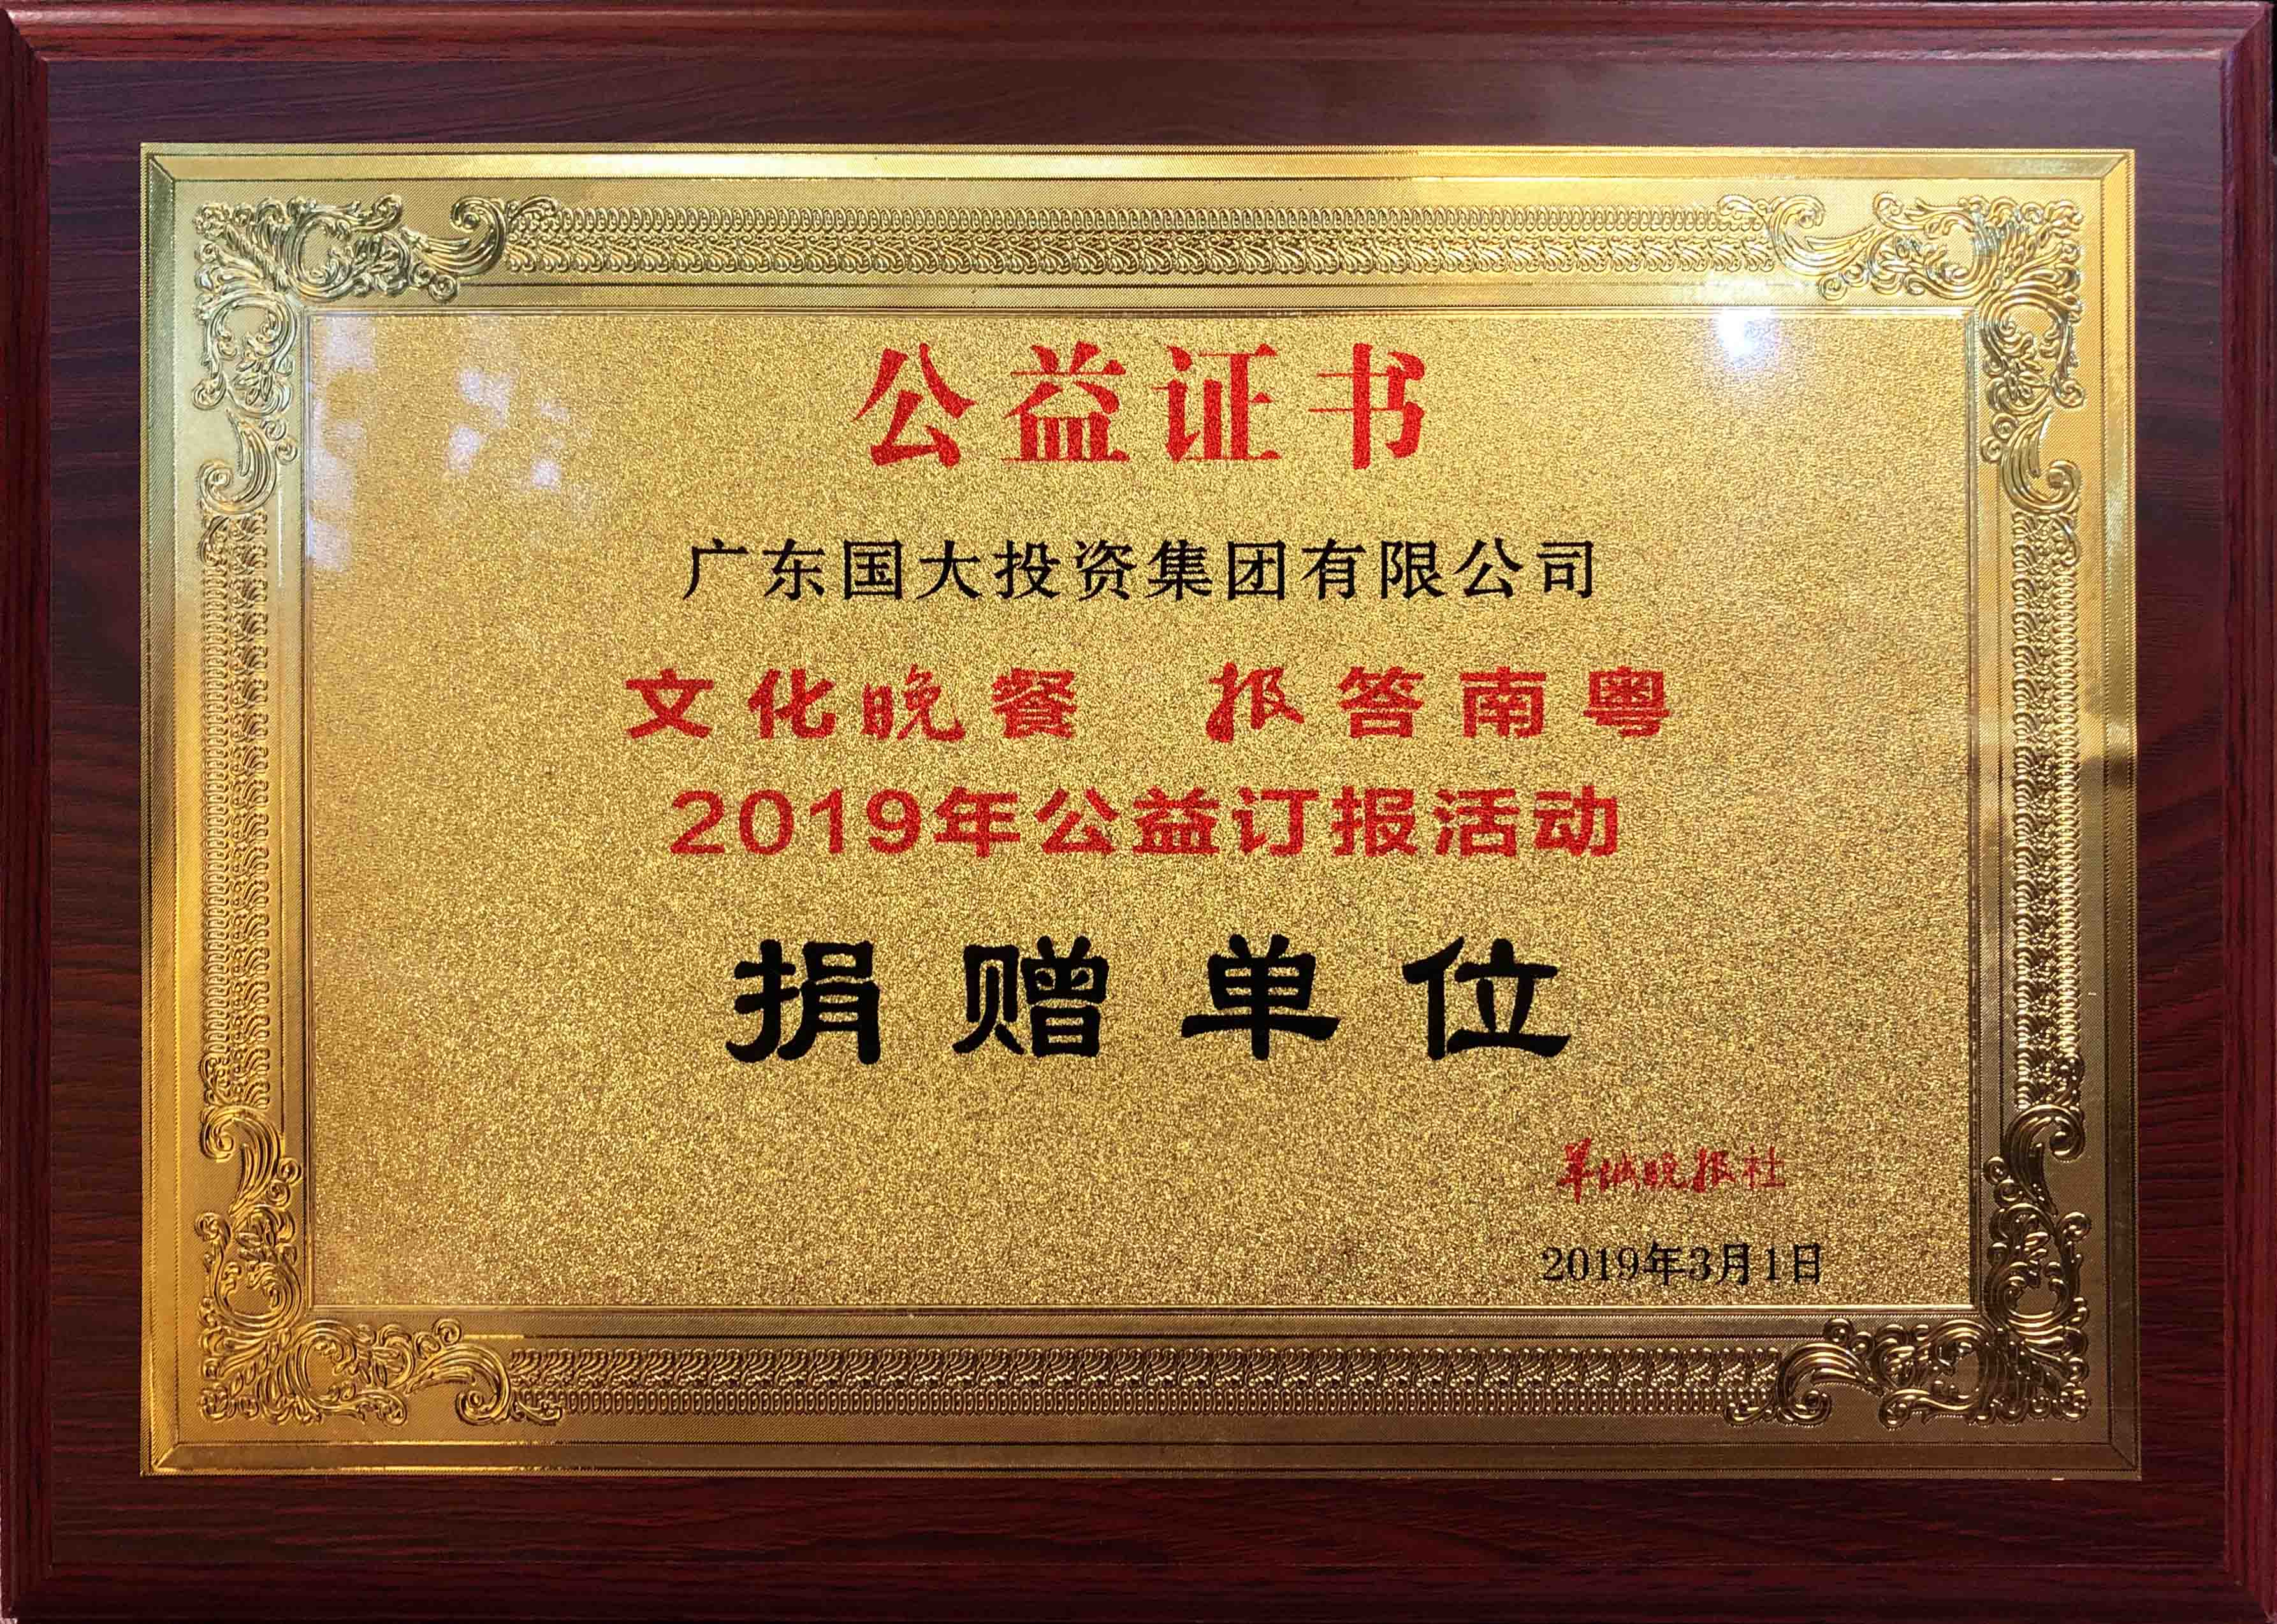 公益证书
广东国大投资集团有限公司
文化晚餐 报答南粤
2019年公益订报活动
捐赠单位
羊城晚报社
2019年3月1日